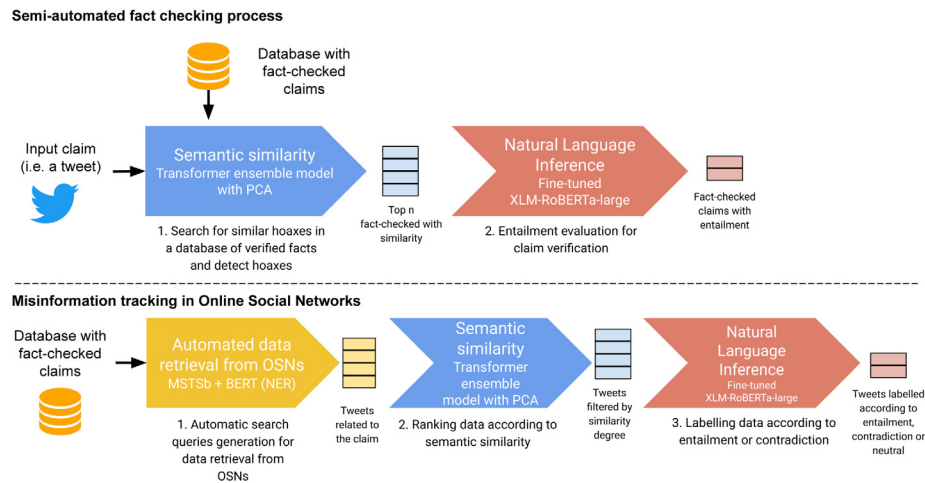 Semi-automated fact checking process
Database with
fact-checked
claims
Input claim
(i.e. a tweet)
Semantic similarity
Transformer ensemble model
with PCA
Top n
fact-checked with
similarity
Natural Language
Inference
Fine-tuned
XLM-RoBERTa-large
Fact-checked
claims with
entailment
1. Search for similar hoaxes in
a database of verified facts
and detect hoaxes
2. Entailment evaluation for
claim verification
Misinformation tracking in Online Social Networks
Database with
fact-checked
claims
Automated data
retrieval from OSNs
MSTSb + BERT (NER)
Tweets
related to
the claim
Semantic
similarity
Transformer
ensemble
model with PCA
Tweets
filtered by
similarity
degree
Natural
Language
Inference
Fine-tuned
XLM-RoBERTa-large
Tweets labelled
according to
entailment,
contradiction or
neutral
1. Automatic search
queries generation for
data retrieval from
OSNs
2. Ranking data according to
semantic similarity
3. Labelling data according to
entailment or contradiction